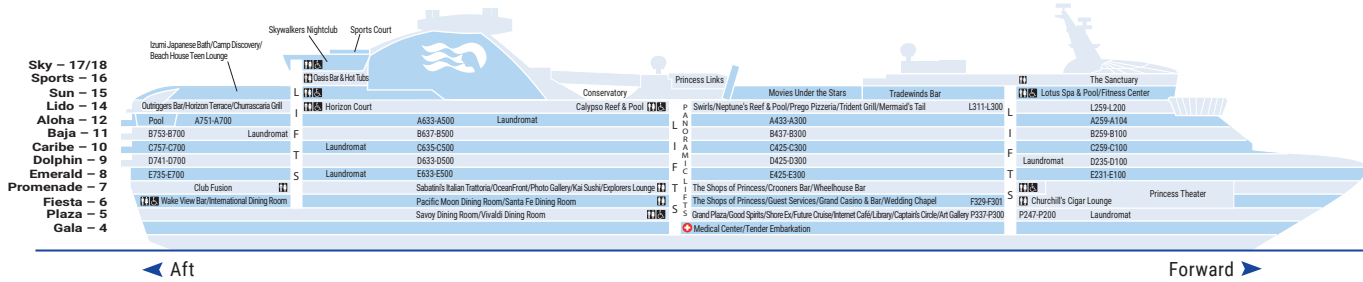 Skywalkers Nightclub
Sports Court
Izumi Japanese Bath/Camp Discovery/
Beach House Teen Lounge
Sky – 17/18
Sports – 16
Oasis Bar & Hot Tubs
Princess Links
The Sanctuary
Sun – 15
Conservatory
Movies Under the Stars
Tradewinds Bar
Lotus Spa & Pool/Fitness Center
Lido – 14
Outriggers Bar/Horizon Terrace/Churrascaria Grill
Horizon Court
Calypso Reef & Pool
Swirls/Neptune's Reef & Pool/Prego Pizzeria/Trident Grill/Mermaid's Tail
L311-L300
L259-L200
Aloha – 12
Pool
A751-A700
A633-A500
Laundromat
A433-A300
A259-A104
Baja – 11
B753-B700
Laundromat
B637-B500
B437-B300
B259-B100
Caribe – 10
C757-C700
Laundromat
C635-C500
C425-C300
C259-C100
Dolphin – 9
D741-D700
D633-D500
D425-D300
Laundromat
D235-D100
Emerald – 8
E735-E700
Laundromat
E633-E500
E425-E300
E231-E100
Promenade – 7
Club Fusion
Sabatini's Italian Trattoria/OceanFront/Photo Gallery/Kai Sushi/Explorers Lounge
The Shops of Princess/Crooners Bar/Wheelhouse Bar
Princess Theater
Fiesta – 6
Wake View Bar/International Dining Room
Pacific Moon Dining Room/Santa Fe Dining Room
The Shops of Princess/Guest Services/Grand Casino & Bar/Wedding Chapel
F329-F301
Churchill's Cigar Lounge
Plaza – 5
Savoy Dining Room/Vivaldi Dining Room
Grand Plaza/Good Spirits/Shore Ex/Future Cruise/Internet Café/Library/Captain's Circle/Art Gallery
P337-P300
P247-P200
Laundromat
Gala – 4
Medical Center/Tender Embarkation
LIFTS
LIFTS
PANORAMIC LIFTS
LIFTS
Aft
Forward